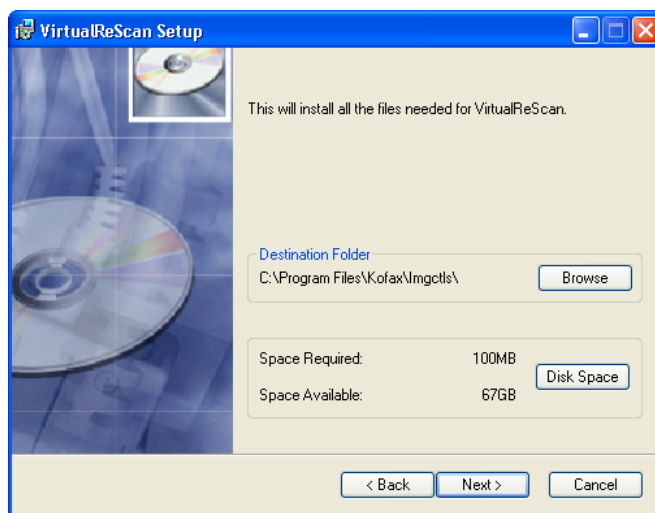 VirtualReScan Setup
This will install all the files needed for VirtualReScan.
Destination Folder
C:\Program Files\Kofax\Imgctls\
Browse
Space Required: 100MB
Disk Space
Space Available: 67GB
< Back Next > Cancel